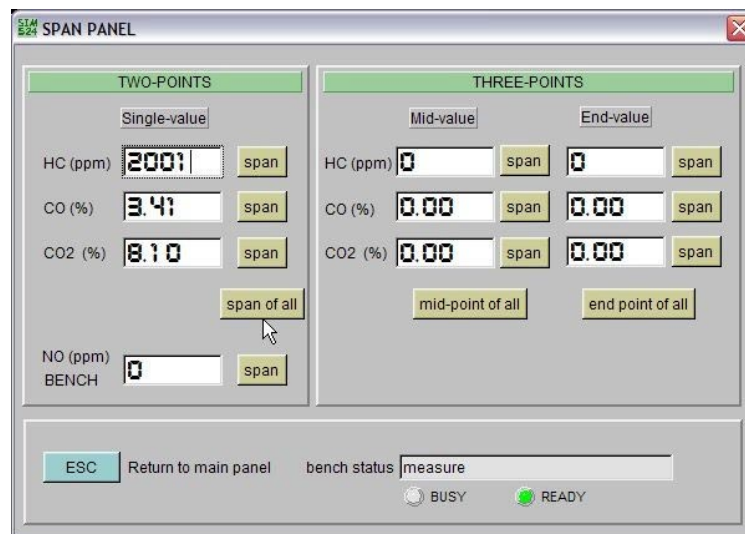 SIM
524 SPAN PANEL
TWO-POINTS
Single-value
HC (ppm) 2001 span
CO (%) 3.41 span
CO2 (%) 8.10 span
span of all
NO (ppm)
BENCH 0 span
THREE-POINTS
Mid-value End-value
HC (ppm) 0 span 0 span
CO (%) 0.00 span 0.00 span
CO2 (%) 0.00 span 0.00 span
mid-point of all end point of all
ESC Return to main panel bench status measure
BUSY READY